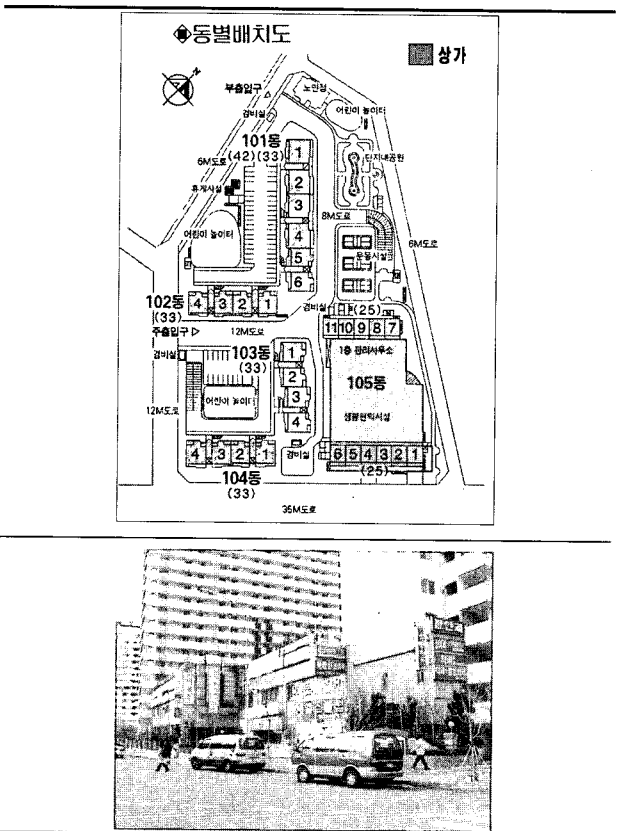 ◈동별배치도
상가
N
노인정
부출입구 △
어린이 놀이터
경비실
101동
(42)(33)
1
단지내공원
6M도로
2
휴게시설
3
8M도로
어린이 놀이터
4
6M도로
운동시설
5
6
102동
(33)
4 3 2 1
경비실
(25)
주출입구 ▷
12M도로
11 10 9 8 7
경비실
103동
(33)
1
1층 관리사무소
2
105동
어린이 놀이터
3
12M도로
생활편익시설
4
4 3 2 1
경비실
6 5 4 3 2 1
104동
(33)
(25)
35M도로